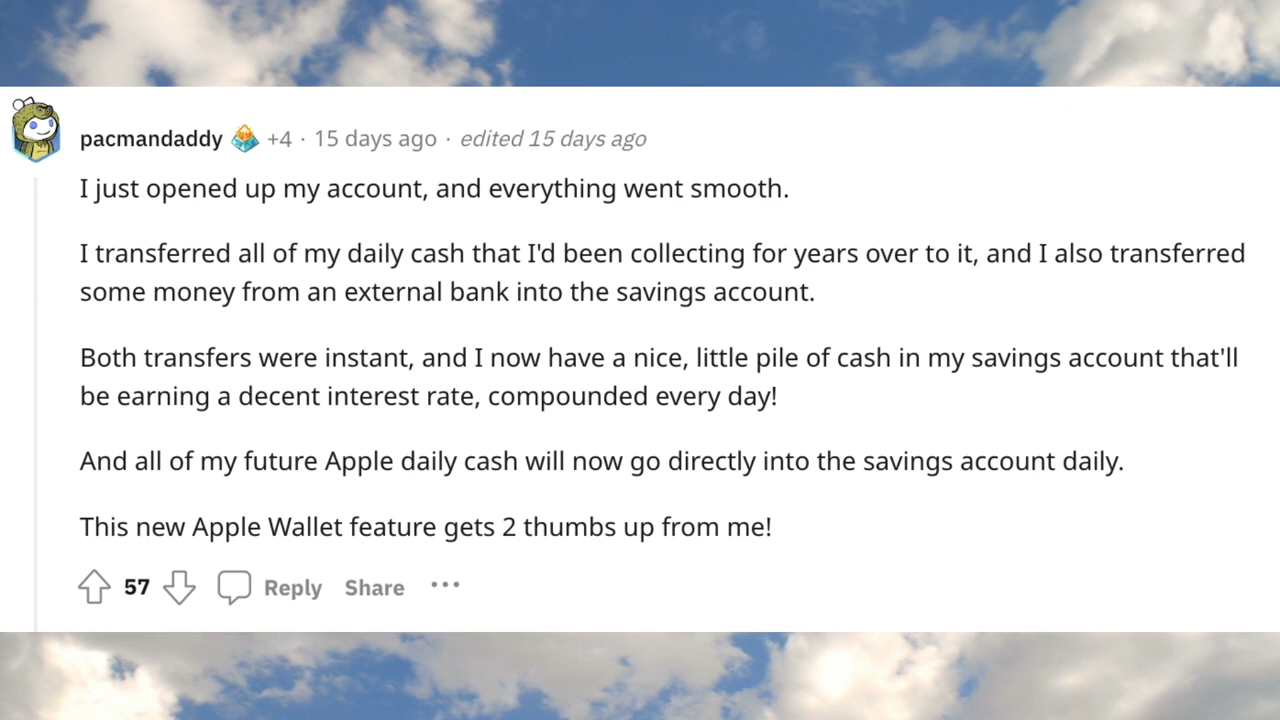 pacmandaddy +4 · 15 days ago · edited 15 days ago
I just opened up my account, and everything went smooth.
I transferred all of my daily cash that I'd been collecting for years over to it, and I also transferred
some money from an external bank into the savings account.
Both transfers were instant, and I now have a nice, little pile of cash in my savings account that'll
be earning a decent interest rate, compounded every day!
And all of my future Apple daily cash will now go directly into the savings account daily.
This new Apple Wallet feature gets 2 thumbs up from me!
57 Reply Share •••